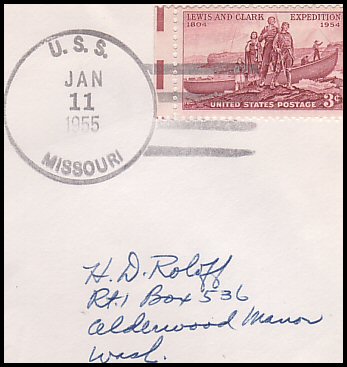 U.S.S.
JAN
11
1955
MISSOURI
LEWIS AND CLARK EXPEDITION
1804 1954
UNITED STATES POSTAGE 3¢
H. D. Roloff
Rt.1 Box 536
Alderwood Manor
Wash.